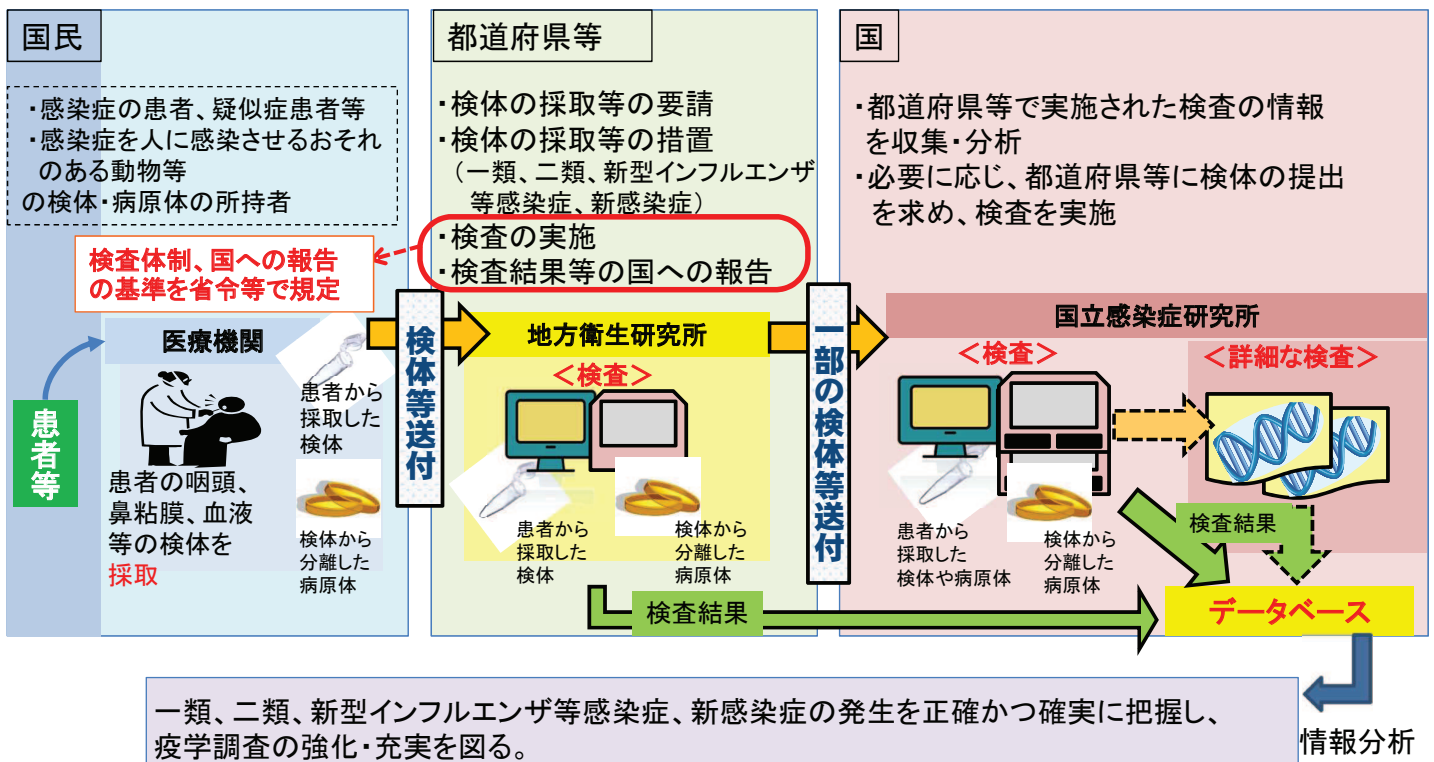 国民
・感染症の患者、疑似症患者等
・感染症を人に感染させるおそれ
のある動物等
の検体・病原体の所持者
検査体制、国への報告
の基準を省令等で規定
医療機関
患者等
患者から
採取した
検体
患者の咽頭、
鼻粘膜、血液
等の検体を
採取
検体から
分離した
病原体
検体等送付
都道府県等
・検体の採取等の要請
・検体の採取等の措置
(一類、二類、新型インフルエンザ
等感染症、新感染症)
・検査の実施
・検査結果等の国への報告
地方衛生研究所
<検査>
患者から
採取した
検体
検体から
分離した
病原体
検査結果
一部の検体等送付
国
・都道府県等で実施された検査の情報
を収集・分析
・必要に応じ、都道府県等に検体の提出
を求め、検査を実施
国立感染症研究所
<検査>
<詳細な検査>
患者から
採取した
検体や病原体
検体から
分離した
病原体
検査結果
データベース
情報分析
一類、二類、新型インフルエンザ等感染症、新感染症の発生を正確かつ確実に把握し、
疫学調査の強化・充実を図る。